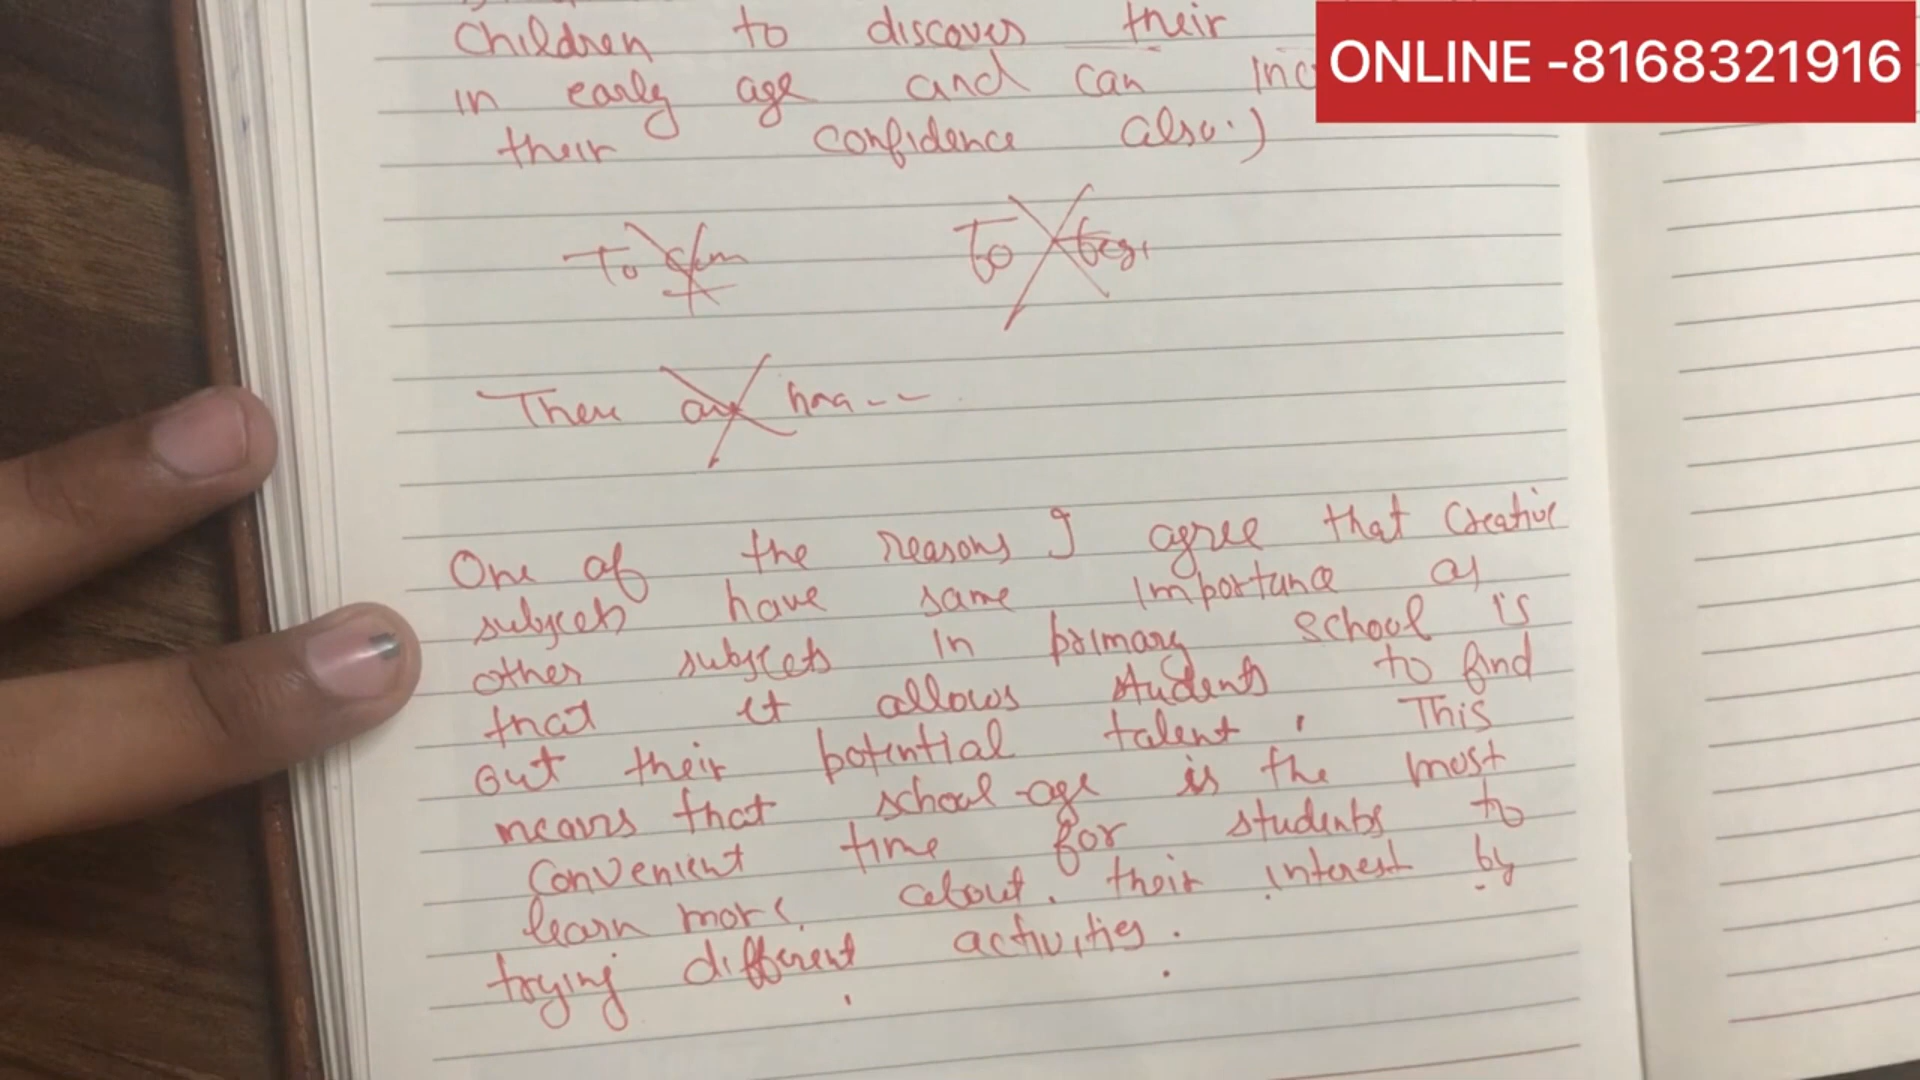 Children to discover their
ONLINE -8168321916
in early age and can inc
their confidence also.)
To
To begi
There are haa--
One of the reasons I agree that Creative
subjects have same importance as
other subjects in primary school is
that it allows students to find
out their potential talent. This
means that school age is the most
convenient time for students to
learn more about their interest by
trying different activities.